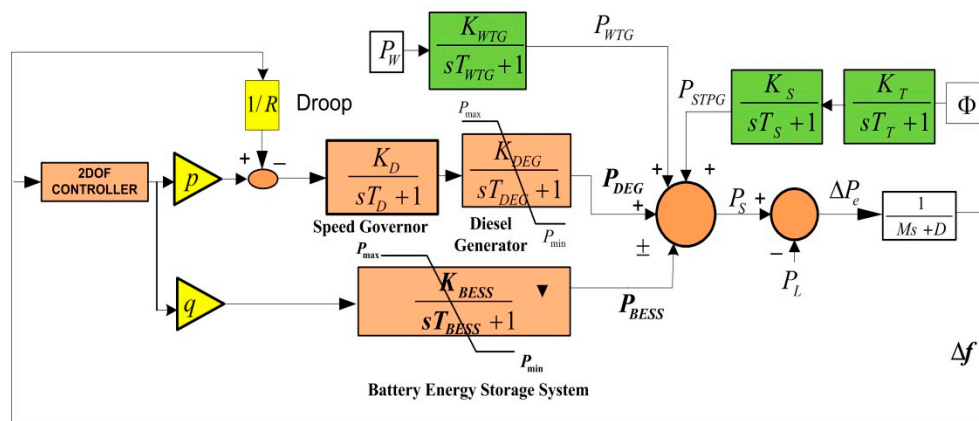 P_W
K_WTG
sT_WTG + 1
P_WTG
P_STPG
K_S
sT_S + 1
K_T
sT_T + 1
Φ
1/R
Droop
2DOF
CONTROLLER
p
+
−
K_D
sT_D + 1
Speed Governor
P_max
K_DEG
sT_DEG + 1
P_min
Diesel
Generator
P_DEG
+
+
+
±
P_S
+
−
P_L
ΔP_e
1
Ms + D
q
P_max
K_BESS
sT_BESS + 1
P_min
P_BESS
Battery Energy Storage System
Δf